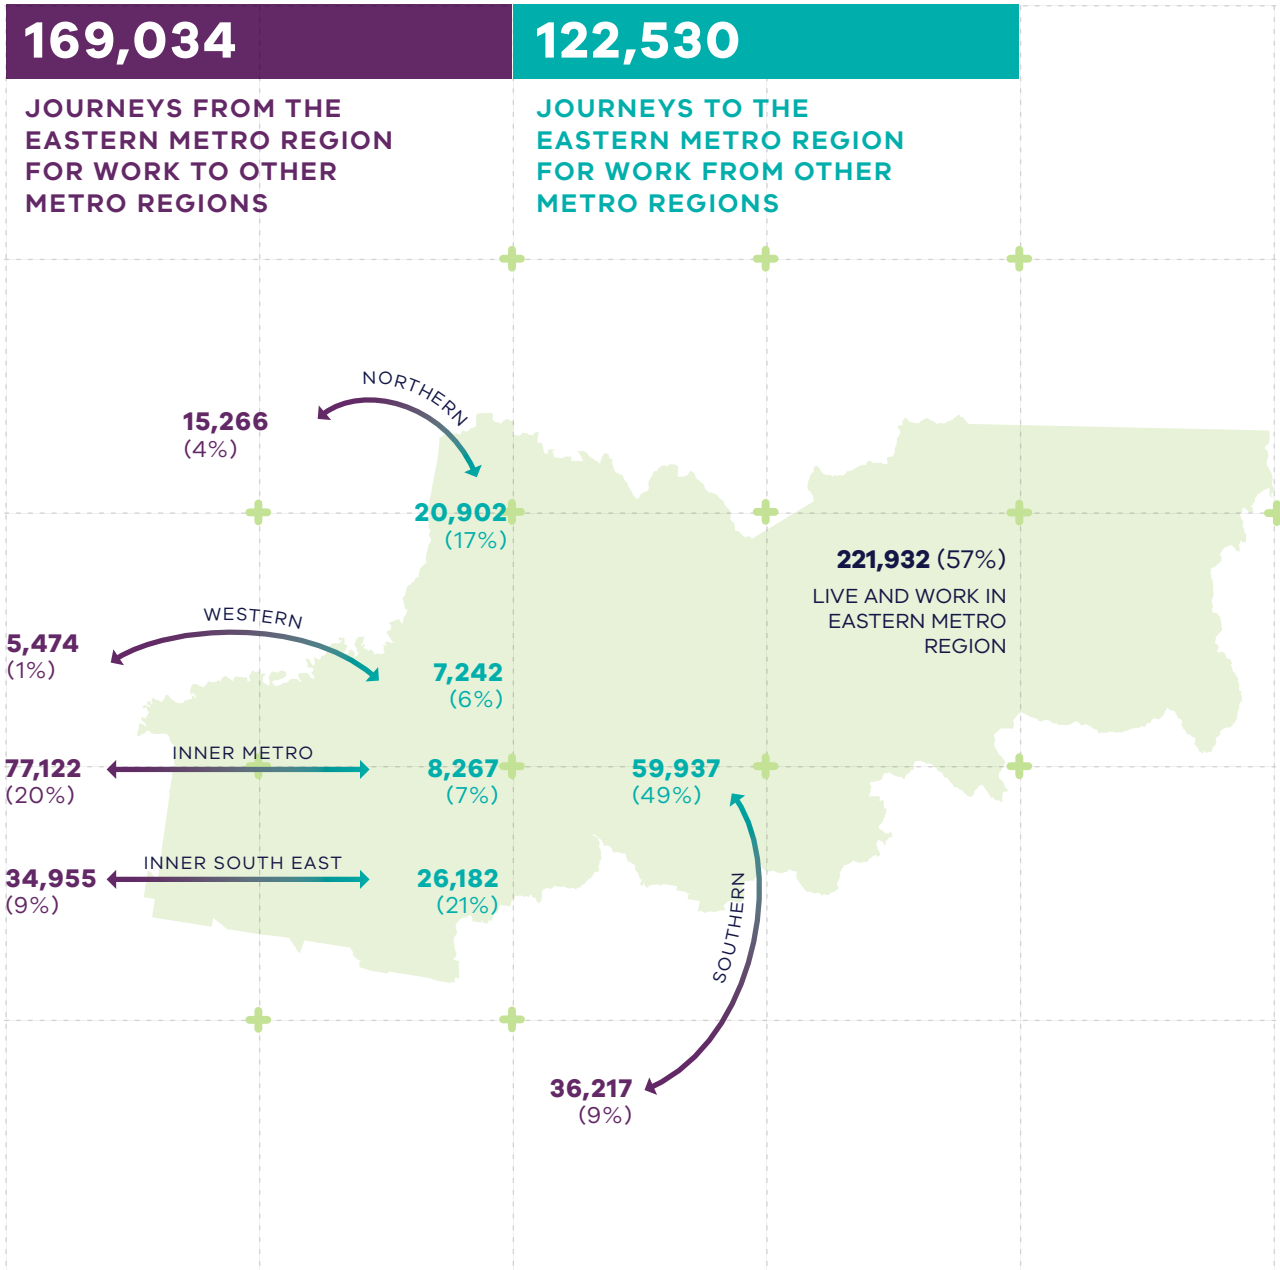 169,034
JOURNEYS FROM THE
EASTERN METRO REGION
FOR WORK TO OTHER
METRO REGIONS
122,530
JOURNEYS TO THE
EASTERN METRO REGION
FOR WORK FROM OTHER
METRO REGIONS
NORTHERN
15,266
(4%)
20,902
(17%)
221,932 (57%)
LIVE AND WORK IN
EASTERN METRO
REGION
WESTERN
5,474
(1%)
7,242
(6%)
INNER METRO
77,122
(20%)
8,267
(7%)
59,937
(49%)
INNER SOUTH EAST
34,955
(9%)
26,182
(21%)
SOUTHERN
36,217
(9%)